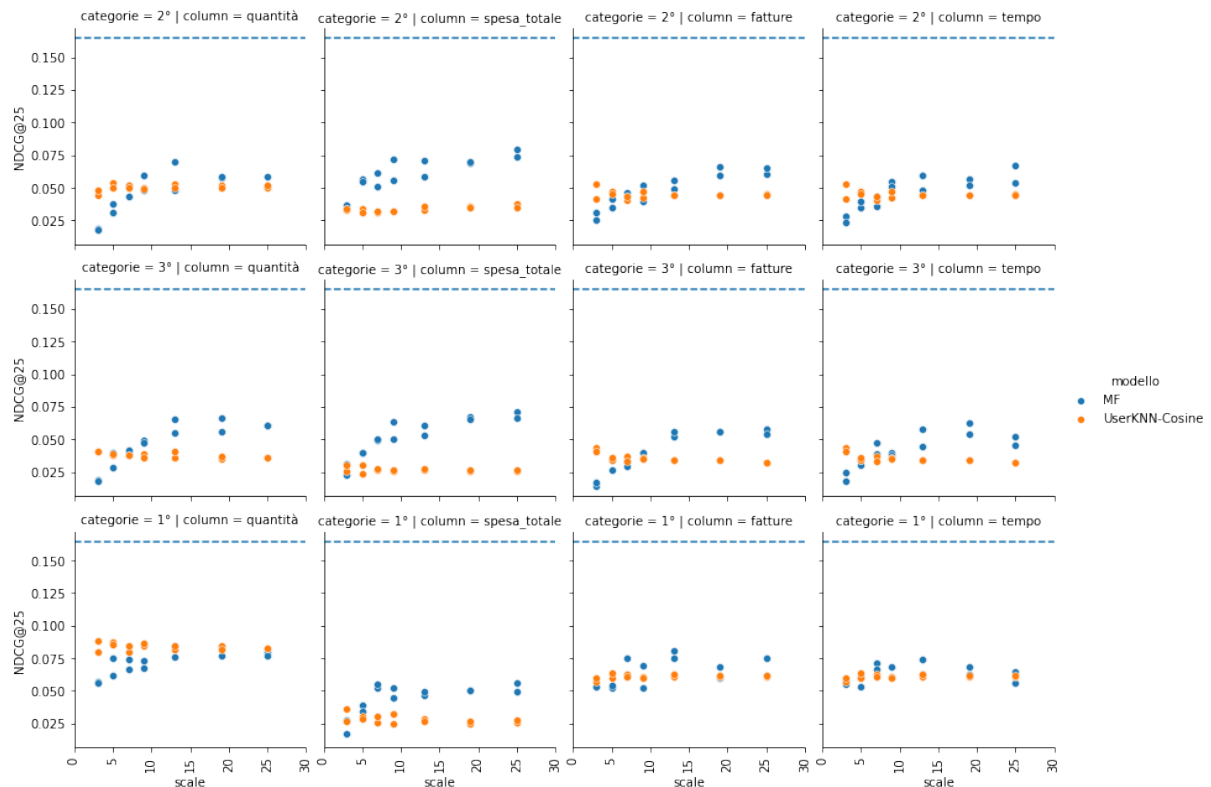 categorie = 2° | column = quantità
categorie = 2° | column = spesa_totale
categorie = 2° | column = fatture
categorie = 2° | column = tempo
0.150
0.125
0.100
0.075
0.050
0.025
NDCG@25
categorie = 3° | column = quantità
categorie = 3° | column = spesa_totale
categorie = 3° | column = fatture
categorie = 3° | column = tempo
0.150
0.125
0.100
0.075
0.050
0.025
NDCG@25
modello
MF
UserKNN-Cosine
categorie = 1° | column = quantità
categorie = 1° | column = spesa_totale
categorie = 1° | column = fatture
categorie = 1° | column = tempo
0.150
0.125
0.100
0.075
0.050
0.025
NDCG@25
0 5 10 15 20 25 30
0 5 10 15 20 25 30
0 5 10 15 20 25 30
0 5 10 15 20 25 30
scale
scale
scale
scale